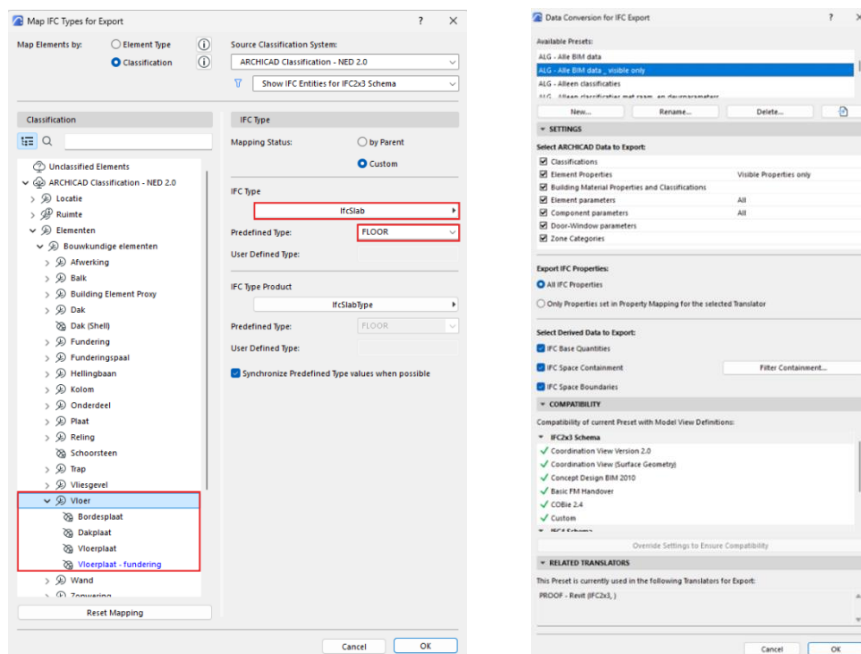 Map IFC Types for Export
?
Map Elements by:
Element Type
Classification
Source Classification System:
ARCHICAD Classification - NED 2.0
Show IFC Entities for IFC2x3 Schema
Classification
Unclassified Elements
ARCHICAD Classification - NED 2.0
Locatie
Ruimte
Elementen
Bouwkundige elementen
Afwerking
Balk
Building Element Proxy
Dak
Dak (Shell)
Fundering
Funderingspaal
Hellingbaan
Kolom
Onderdeel
Plaat
Reling
Schoorsteen
Trap
Vliesgevel
Vloer
Bordesplaat
Dakplaat
Vloerplaat
Vloerplaat - fundering
Wand
Zonwering
Reset Mapping
IFC Type
Mapping Status:
by Parent
Custom
IFC Type
IfcSlab
Predefined Type:
FLOOR
User Defined Type:
IFC Type Product
IfcSlabType
Predefined Type:
FLOOR
User Defined Type:
Synchronize Predefined Type values when possible
Cancel
OK
Data Conversion for IFC Export
?
Available Presets:
ALG - Alle BIM data
ALG - Alle BIM data _ visible only
ALG - Alleen classificaties
ALG - Alleen classificaties met raam- en deurparameters
New...
Rename...
Delete...
SETTINGS
Select ARCHICAD Data to Export:
Classifications
Element Properties Visible Properties only
Building Material Properties and Classifications
Element parameters All
Component parameters All
Door-Window parameters
Zone Categories
Export IFC Properties:
All IFC Properties
Only Properties set in Property Mapping for the selected Translator
Select Derived Data to Export:
IFC Base Quantities
IFC Space Containment
Filter Containment...
IFC Space Boundaries
COMPATIBILITY
Compatibility of current Preset with Model View Definitions:
IFC2x3 Schema
Coordination View Version 2.0
Coordination View (Surface Geometry)
Concept Design BIM 2010
Basic FM Handover
COBie 2.4
Custom
IFC4 Schema
Override Settings to Ensure Compatibility
RELATED TRANSLATORS
This Preset is currently used in the following Translators for Export:
PROOF - Revit (IFC2x3, )
Cancel
OK